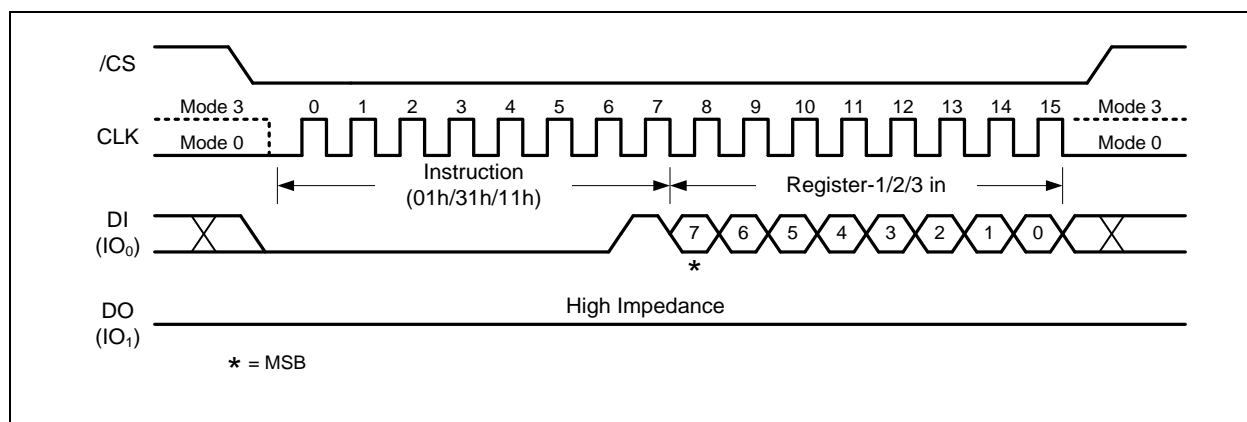 /CS
Mode 3 0 1 2 3 4 5 6 7 8 9 10 11 12 13 14 15 Mode 3
CLK
Mode 0 Mode 0
Instruction
(01h/31h/11h)
Register-1/2/3 in
DI
(IO₀)
7 6 5 4 3 2 1 0
*
High Impedance
DO
(IO₁)
* = MSB